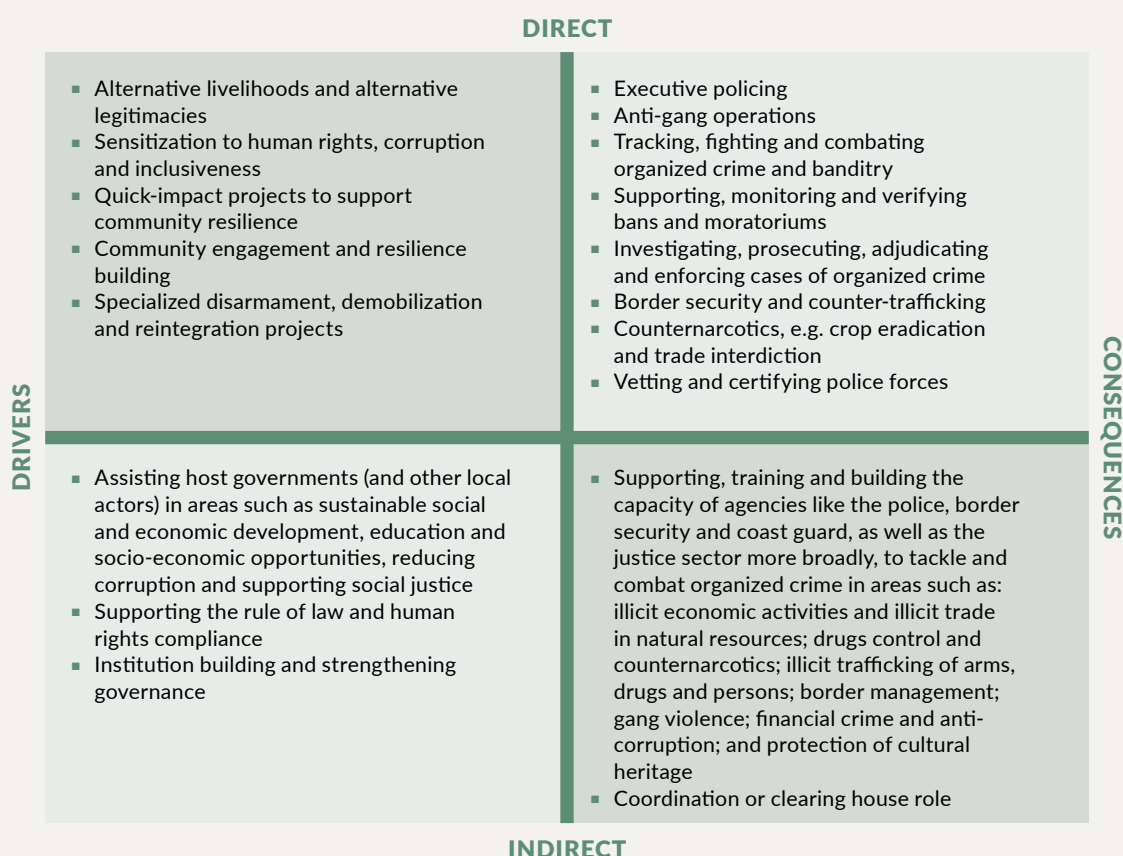 DIRECT
▪ Alternative livelihoods and alternative
legitimacies
▪ Sensitization to human rights, corruption
and inclusiveness
▪ Quick-impact projects to support
community resilience
▪ Community engagement and resilience
building
▪ Specialized disarmament, demobilization
and reintegration projects
▪ Executive policing
▪ Anti-gang operations
▪ Tracking, fighting and combating
organized crime and banditry
▪ Supporting, monitoring and verifying
bans and moratoriums
▪ Investigating, prosecuting, adjudicating
and enforcing cases of organized crime
▪ Border security and counter-trafficking
▪ Counternarcotics, e.g. crop eradication
and trade interdiction
▪ Vetting and certifying police forces
DRIVERS
CONSEQUENCES
▪ Assisting host governments (and other local
actors) in areas such as sustainable social
and economic development, education and
socio-economic opportunities, reducing
corruption and supporting social justice
▪ Supporting the rule of law and human
rights compliance
▪ Institution building and strengthening
governance
▪ Supporting, training and building the
capacity of agencies like the police, border
security and coast guard, as well as the
justice sector more broadly, to tackle and
combat organized crime in areas such as:
illicit economic activities and illicit trade
in natural resources; drugs control and
counternarcotics; illicit trafficking of arms,
drugs and persons; border management;
gang violence; financial crime and anti-
corruption; and protection of cultural
heritage
▪ Coordination or clearing house role
INDIRECT